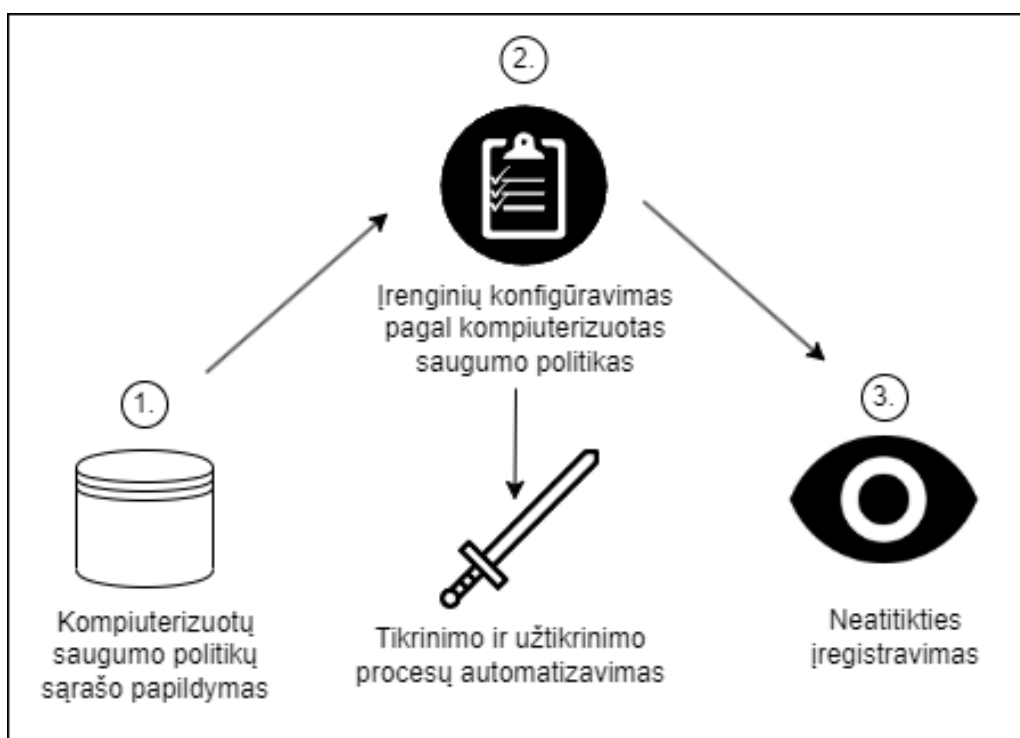 2.
Įrenginių konfigūravimas
pagal kompiuterizuotas
saugumo politikas
1.
Kompiuterizuotų
saugumo politikų
sąrašo papildymas
Tikrinimo ir užtikrinimo
procesų automatizavimas
3.
Neatitikties
įregistravimas